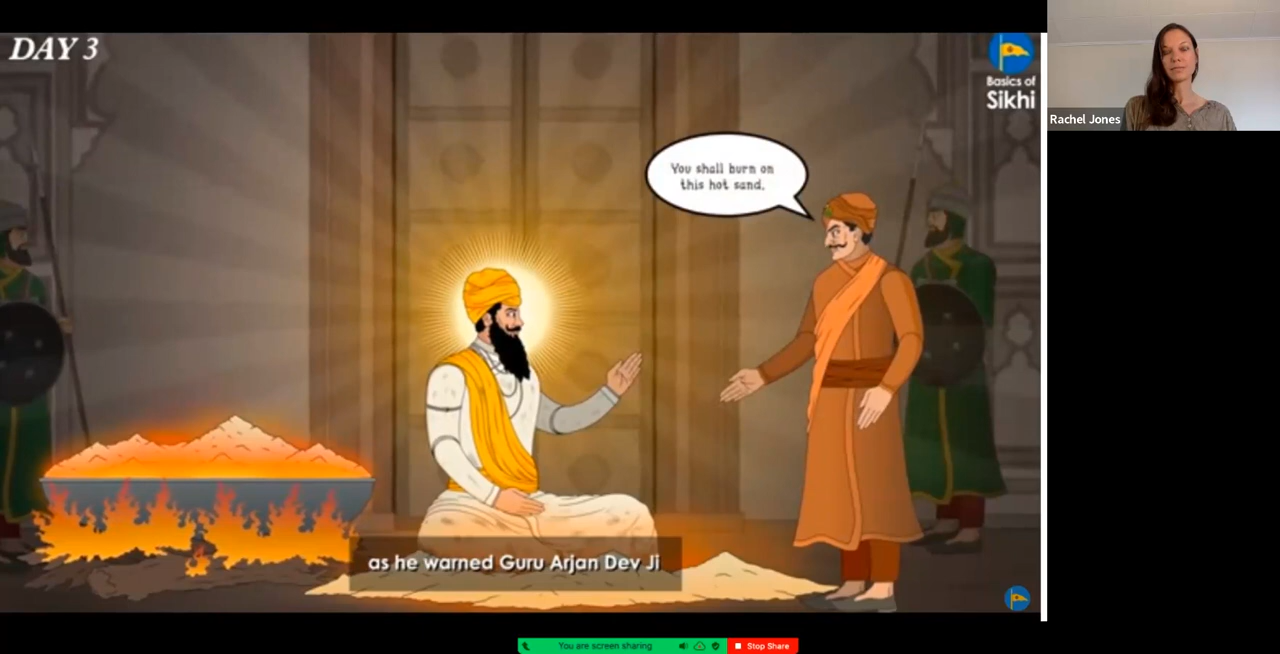 DAY 3
Basics of
Sikhi
Rachel Jones
You shall burn on
this hot sand.
as he warned Guru Arjan Dev Ji
You are screen sharing
Stop Share